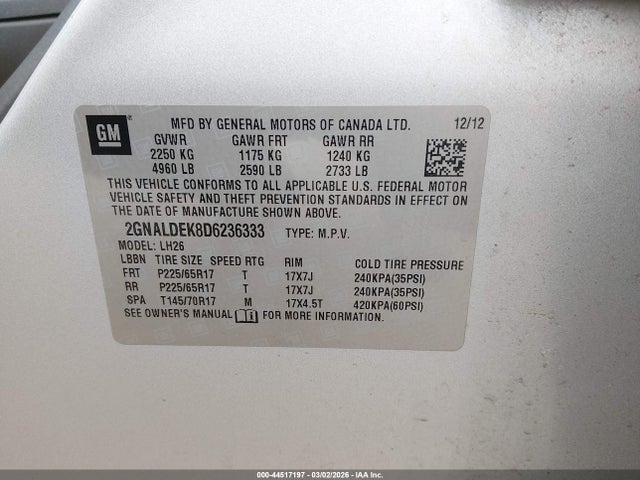 GM
MFD BY GENERAL MOTORS OF CANADA LTD. 12/12
GVWR GAWR FRT GAWR RR
2250 KG 1175 KG 1240 KG
4960 LB 2590 LB 2733 LB
THIS VEHICLE CONFORMS TO ALL APPLICABLE U.S. FEDERAL MOTOR
VEHICLE SAFETY AND THEFT PREVENTION STANDARDS IN EFFECT ON
THE DATE OF MANUFACTURE SHOWN ABOVE.
2GNALDEK8D6236333 TYPE: M.P.V.
MODEL: LH26
LBBN TIRE SIZE SPEED RTG RIM COLD TIRE PRESSURE
FRT P225/65R17 T 17X7J 240KPA(35PSI)
RR P225/65R17 T 17X7J 240KPA(35PSI)
SPA T145/70R17 M 17X4.5T 420KPA(60PSI)
SEE OWNER'S MANUAL FOR MORE INFORMATION.
000-44517197 - 03/02/2026 - IAA Inc.